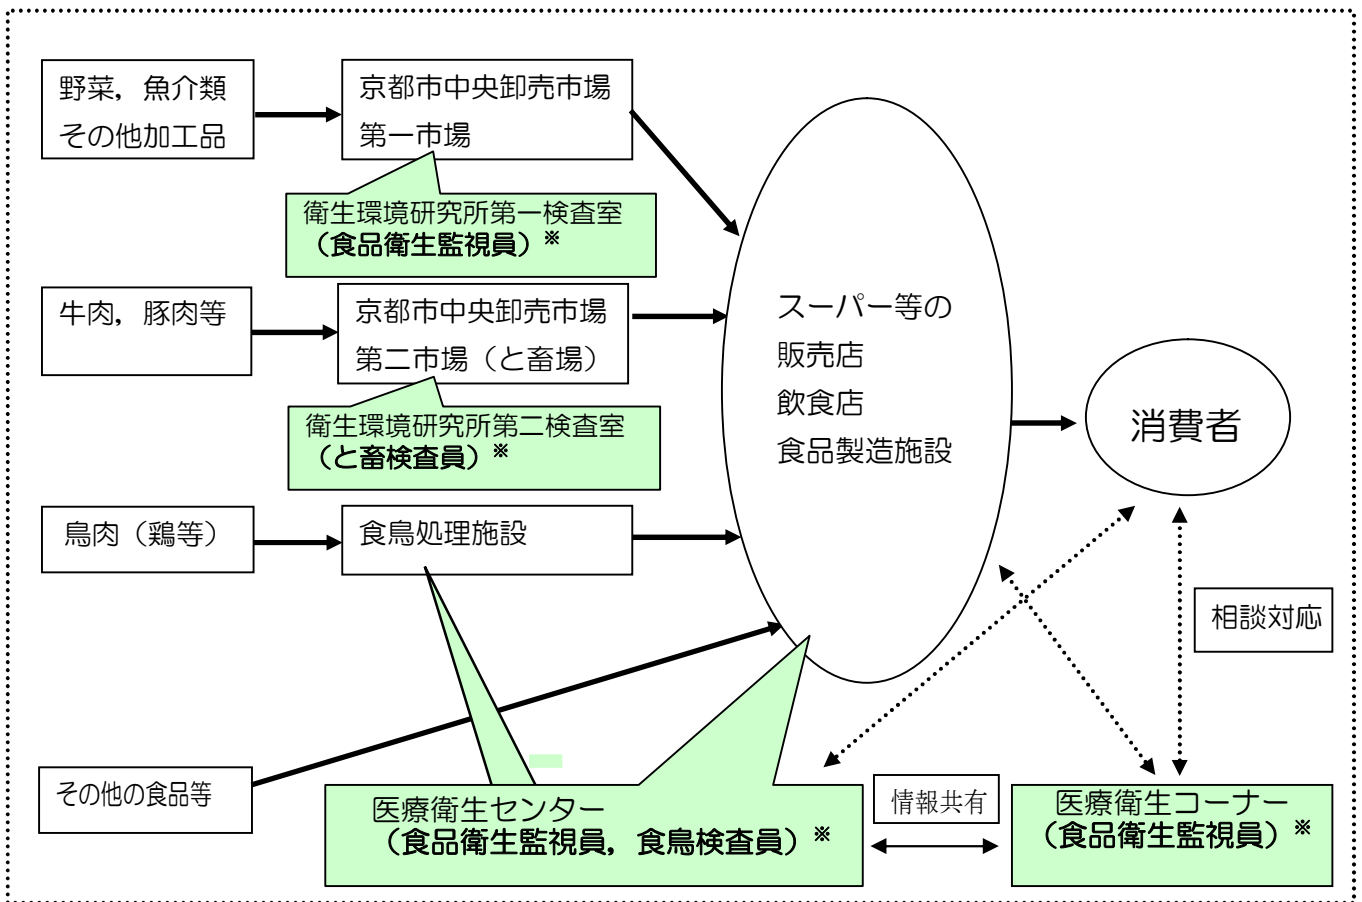 野菜，魚介類
その他加工品
京都市中央卸売市場
第一市場
衛生環境研究所第一検査室
（食品衛生監視員）※
牛肉，豚肉等
京都市中央卸売市場
第二市場（と畜場）
衛生環境研究所第二検査室
（と畜検査員）※
鳥肉（鶏等）
食鳥処理施設
スーパー等の
販売店
飲食店
食品製造施設
消費者
相談対応
その他の食品等
医療衛生センター
（食品衛生監視員，食鳥検査員）※
情報共有
医療衛生コーナー
（食品衛生監視員）※